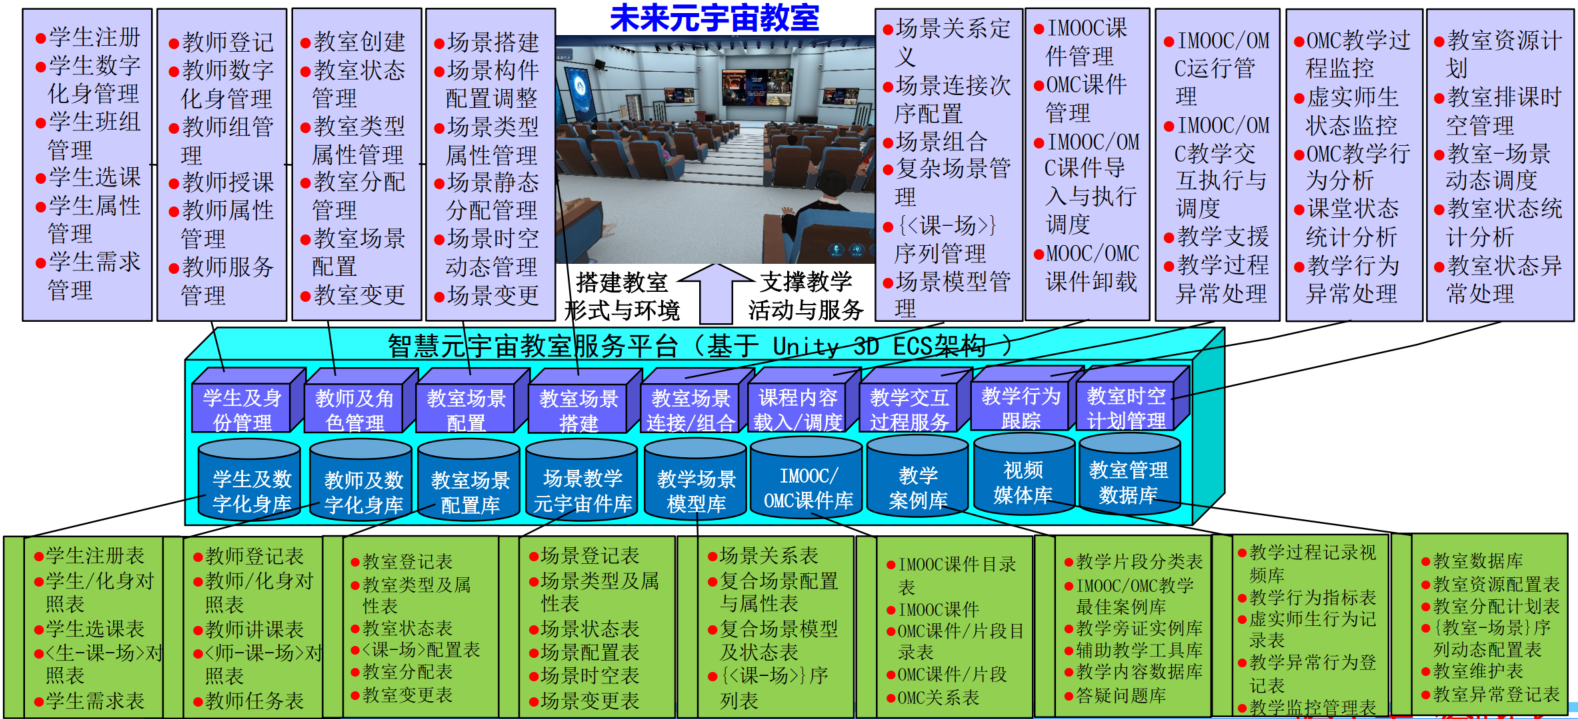 未来元宇宙教室
●学生注册
●学生数字
化身管理
●学生班组
管理
●学生选课
●学生属性
管理
●学生需求
管理
●教师登记
●教师数字
化身管理
●教师组管
理
●教师授课
●教师属性
管理
●教师服务
管理
●教室创建
●教室状态
管理
●教室类型
属性管理
●教室分配
管理
●教室场景
配置
●教室变更
●场景搭建
●场景构件
配置调整
●场景类型
属性管理
●场景静态
分配管理
●场景时空
动态管理
●场景变更
搭建教室
形式与环境
支撑教学
活动与服务
●场景关系定
义
●场景连接次
序配置
●场景组合
●复杂场景管
理
●{<课-场>}
序列管理
●场景模型管
理
●IMOOC课
件管理
●OMC课件
管理
●IMOOC/OM
C课件导
入与执行
调度
●MOOC/OMC
课件卸载
●IMOOC/OM
C运行管
理
●IMOOC/OM
C教学交
互执行与
调度
●教学支援
●教学过程
异常处理
●OMC教学过
程监控
●虚实师生
状态监控
●OMC教学行
为分析
●课堂状态
统计分析
●教学行为
异常处理
●教室资源计
划
●教室排课时
空管理
●教室-场景
动态调度
●教室状态统
计分析
●教室状态异
常处理
智慧元宇宙教室服务平台（基于 Unity 3D ECS架构 ）
学生及身
份管理
教师及角
色管理
教室场景
配置
教室场景
搭建
教室场景
连接/组合
课程内容
载入/调度
教学交互
过程服务
教学行为
跟踪
教室时空
计划管理
学生及数
字化身库
教师及数
字化身库
教室场景
配置库
场景教学
元宇宙件库
教学场景
模型库
IMOOC/
OMC课件库
教学
案例库
视频
媒体库
教室管理
数据库
●学生注册表
●学生/化身对
照表
●学生选课表
●<生-课-场>对
照表
●学生需求表
●教师登记表
●教师/化身对
照表
●教师讲课表
●<师-课-场>对
照表
●教师任务表
●教室登记表
●教室类型及属
性表
●教室状态表
●<课-场>配置表
●教室分配表
●教室变更表
●场景登记表
●场景类型及属
性表
●场景状态表
●场景配置表
●场景时空表
●场景变更表
●场景关系表
●复合场景配置
与属性表
●复合场景模型
及状态表
●{<课-场>}序
列表
●IMOOC课件目录
表
●IMOOC课件
●OMC课件/片段目
录表
●OMC课件/片段
●OMC关系表
●教学片段分类表
●IMOOC/OMC教学
最佳案例库
●教学旁证实例库
●辅助教学工具库
●教学内容数据库
●答疑问题库
●教学过程记录视
频库
●教学行为指标表
●虚实师生行为记
录表
●教学异常行为登
记表
●教学监控管理表
●教室数据库
●教室资源配置表
●教室分配计划表
●{教室-场景}序
列动态配置表
●教室维护表
●教室异常登记表